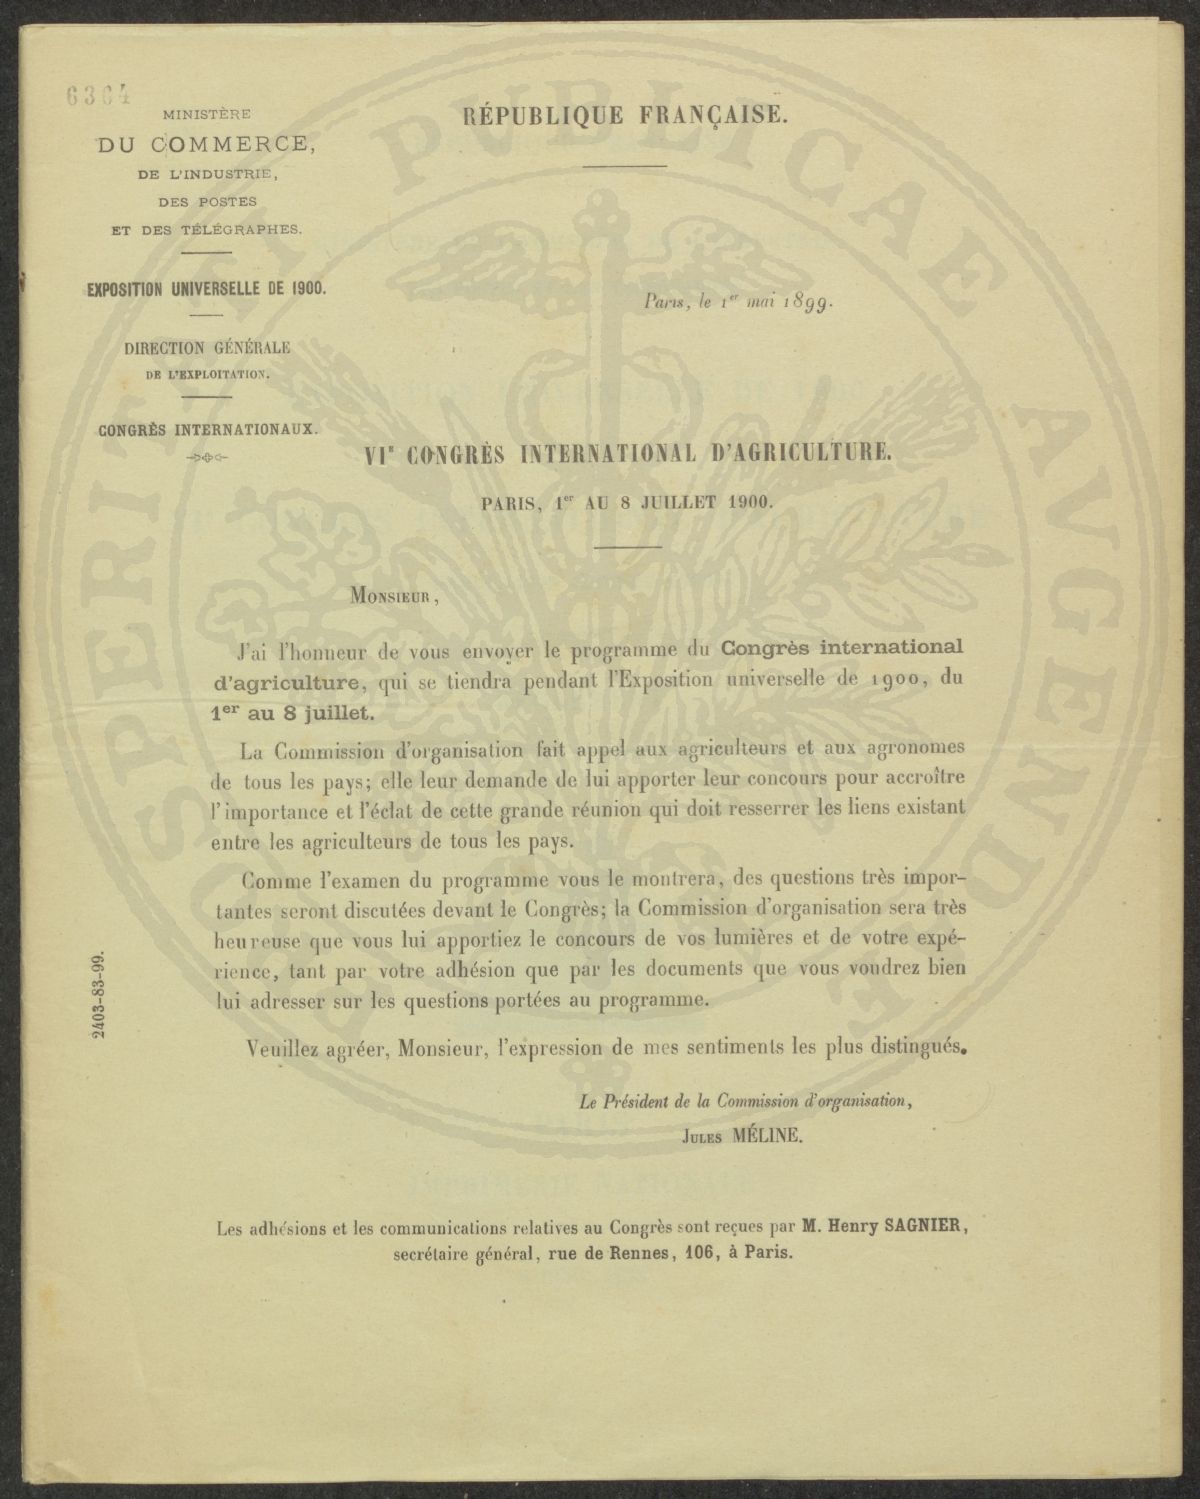 6364
MINISTÈRE
DU COMMERCE,
DE L'INDUSTRIE,
DES POSTES
ET DES TÉLÉGRAPHES.
EXPOSITION UNIVERSELLE DE 1900.
DIRECTION GÉNÉRALE
DE L'EXPLOITATION.
CONGRÈS INTERNATIONAUX.
RÉPUBLIQUE FRANÇAISE.
Paris, le 1er mai 1899.
VIE CONGRÈS INTERNATIONAL D'AGRICULTURE.
PARIS, 1er AU 8 JUILLET 1900.
MONSIEUR,
J'ai l'honneur de vous envoyer le programme du Congrès international
d'agriculture, qui se tiendra pendant l'Exposition universelle de 1900, du
1er au 8 juillet.
La Commission d'organisation fait appel aux agriculteurs et aux agronomes
de tous les pays; elle leur demande de lui apporter leur concours pour accroître
l'importance et l'éclat de cette grande réunion qui doit resserrer les liens existant
entre les agriculteurs de tous les pays.
Comme l'examen du programme vous le montrera, des questions très impor-
tantes seront discutées devant le Congrès; la Commission d'organisation sera très
heureuse que vous lui apportiez le concours de vos lumières et de votre expé-
rience, tant par votre adhésion que par les documents que vous voudrez bien
lui adresser sur les questions portées au programme.
Veuillez agréer, Monsieur, l'expression de mes sentiments les plus distingués.
Le Président de la Commission d'organisation,
JULES MÉLINE.
Les adhésions et les communications relatives au Congrès sont reçues par M. Henry SAGNIER,
secrétaire général, rue de Rennes, 106, à Paris.
2403-83-99.
PROSPERITATI PVBLICAE AVGENDAE